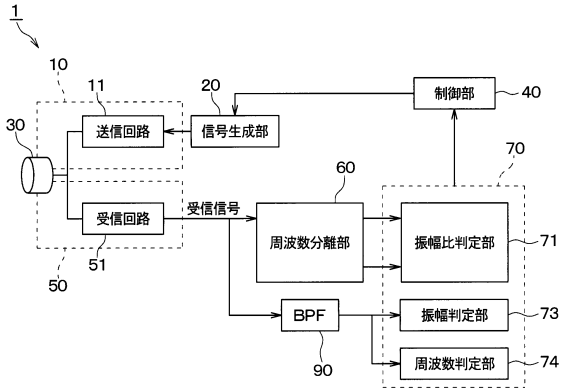 1
10
11
送信回路
20
信号生成部
制御部
40
30
受信回路
51
50
受信信号
60
周波数分離部
70
振幅比判定部
71
BPF
90
振幅判定部
73
周波数判定部
74